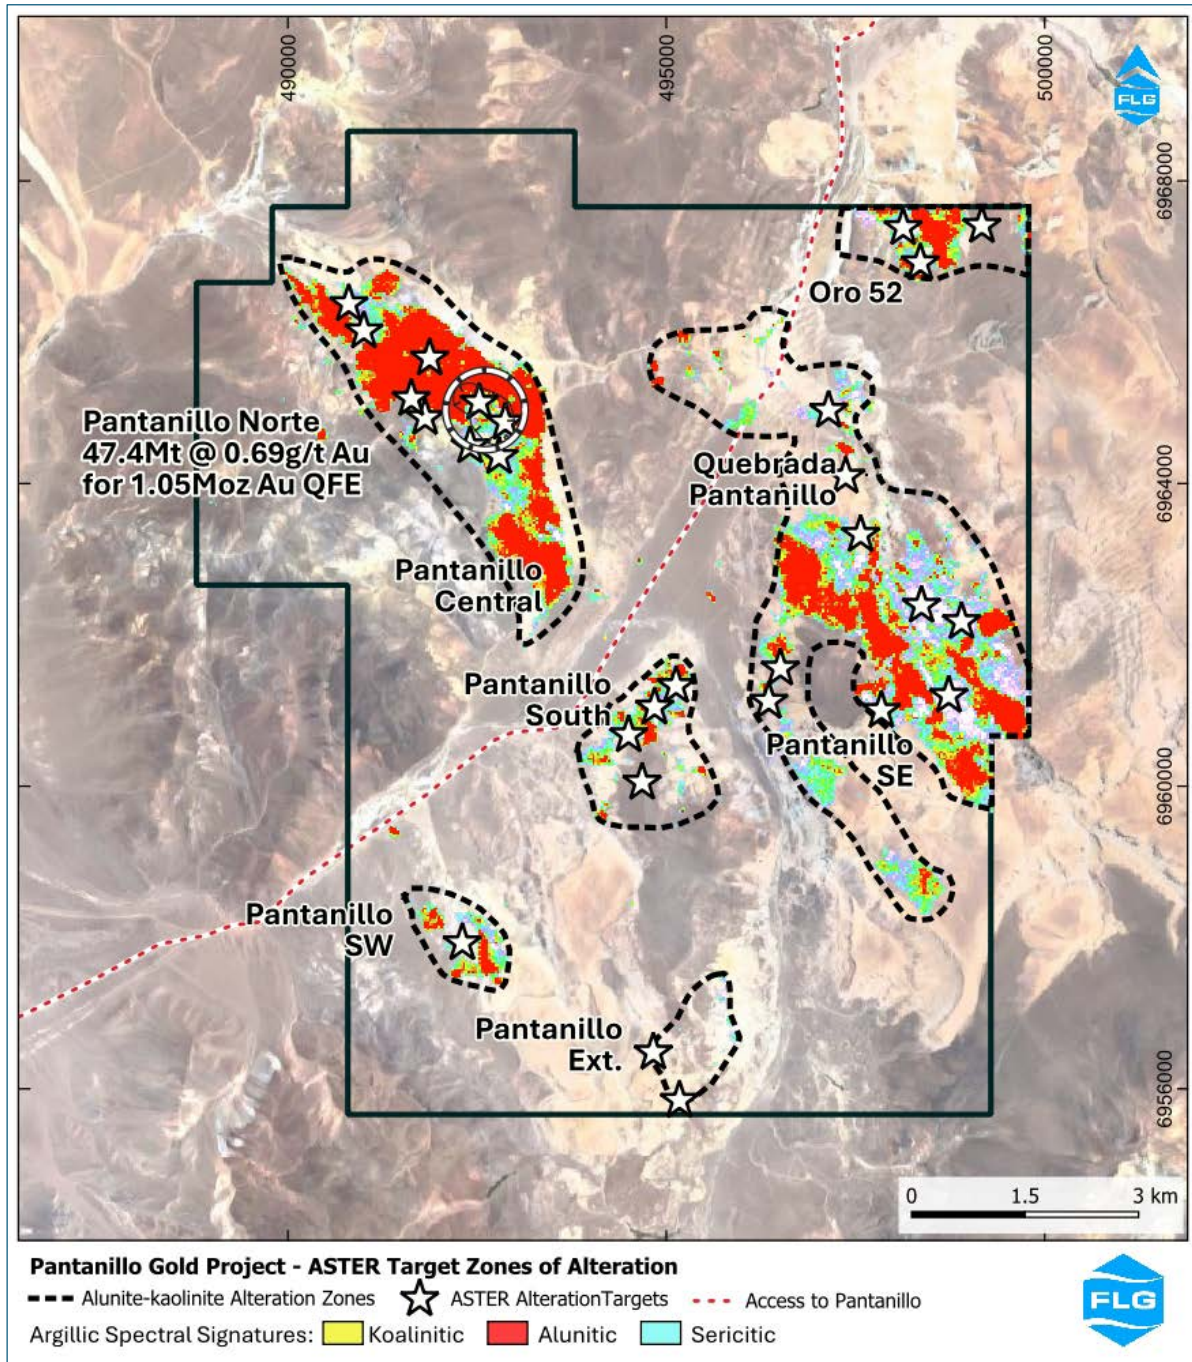 490000
495000
500000
FLG
6968000
Oro 52
Pantanillo Norte
47.4Mt @ 0.69g/t Au
for 1.05Moz Au QFE
Quebrada
Pantanillo
6964000
Pantanillo
Central
Pantanillo
South
Pantanillo
SE
6960000
Pantanillo
SW
Pantanillo
Ext.
6956000
0 1.5 3 km
Pantanillo Gold Project - ASTER Target Zones of Alteration
Alunite-kaolinite Alteration Zones ASTER AlterationTargets Access to Pantanillo
Argillic Spectral Signatures: Koalinitic Alunitic Sericitic
FLG